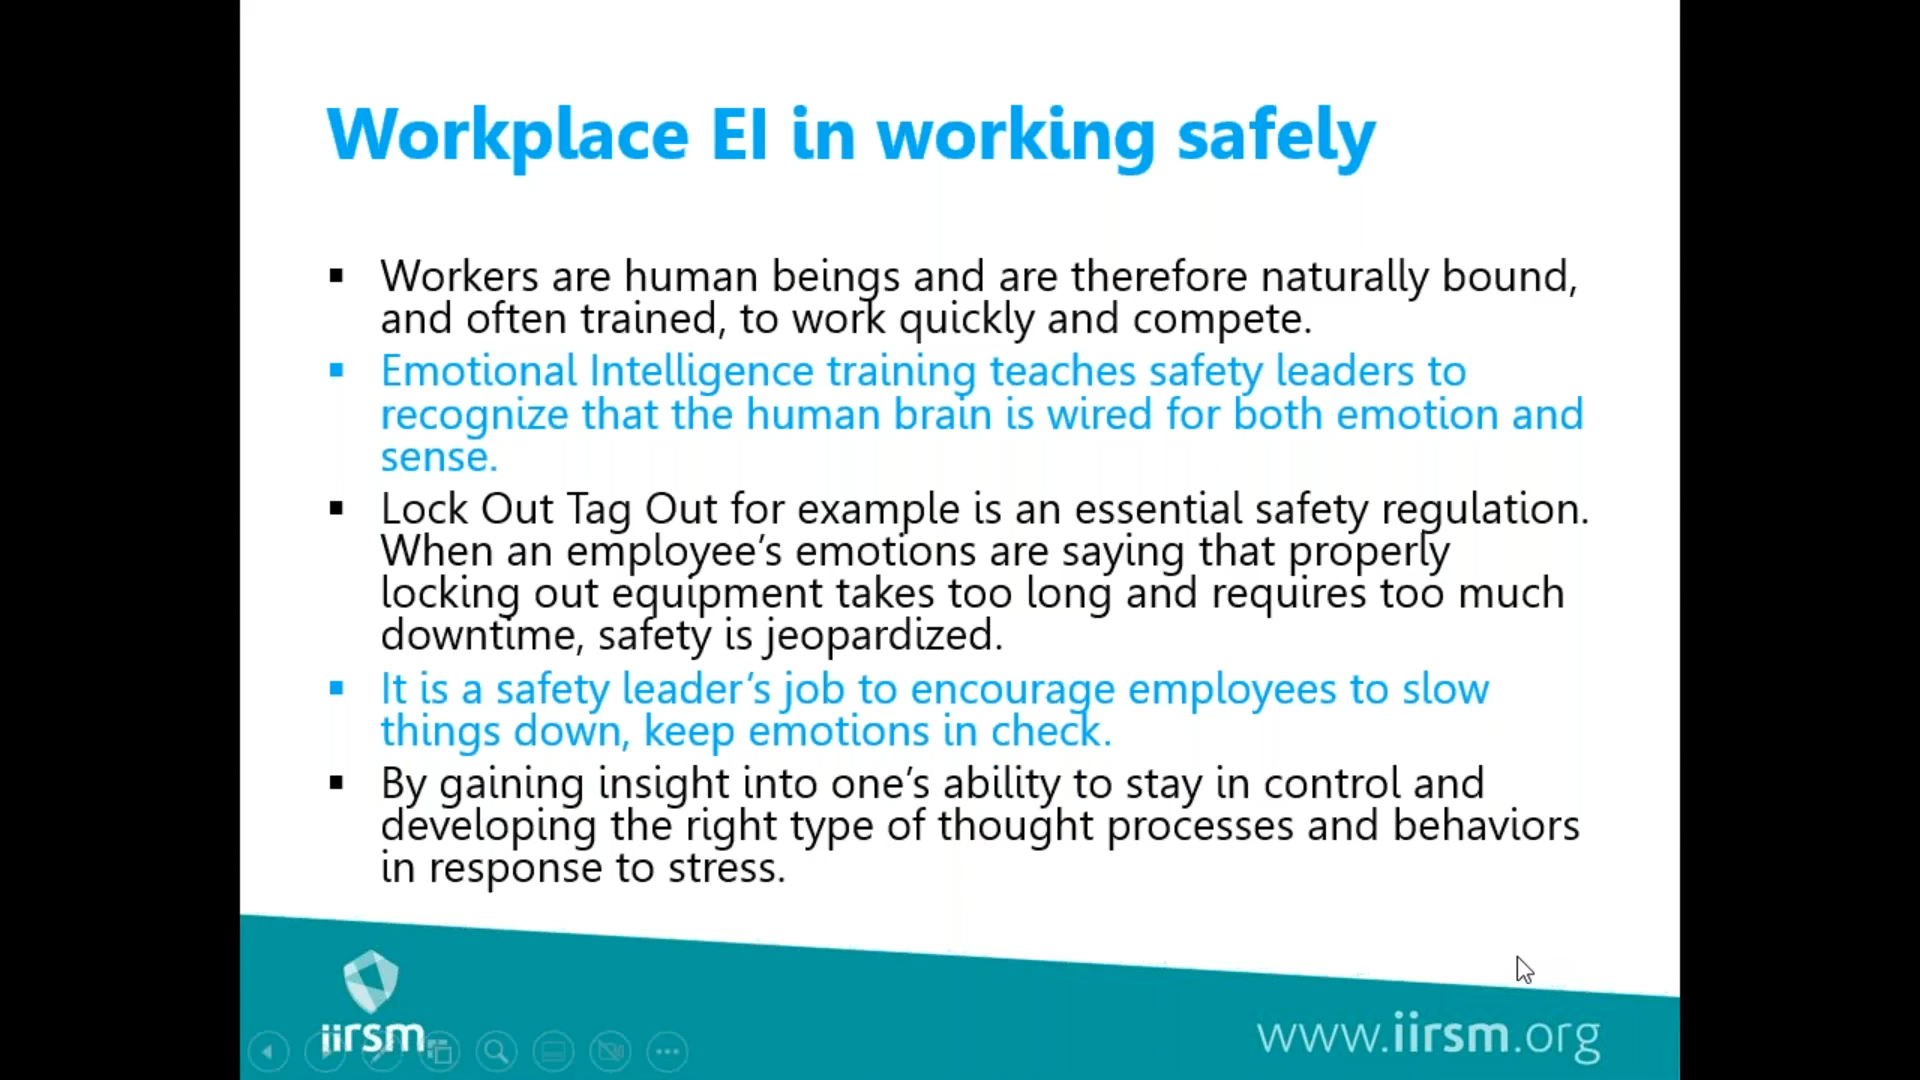 Workplace EI in working safely
▪ Workers are human beings and are therefore naturally bound,
and often trained, to work quickly and compete.
▪ Emotional Intelligence training teaches safety leaders to
recognize that the human brain is wired for both emotion and
sense.
▪ Lock Out Tag Out for example is an essential safety regulation.
When an employee’s emotions are saying that properly
locking out equipment takes too long and requires too much
downtime, safety is jeopardized.
▪ It is a safety leader’s job to encourage employees to slow
things down, keep emotions in check.
▪ By gaining insight into one’s ability to stay in control and
developing the right type of thought processes and behaviors
in response to stress.
iirsm
www.iirsm.org